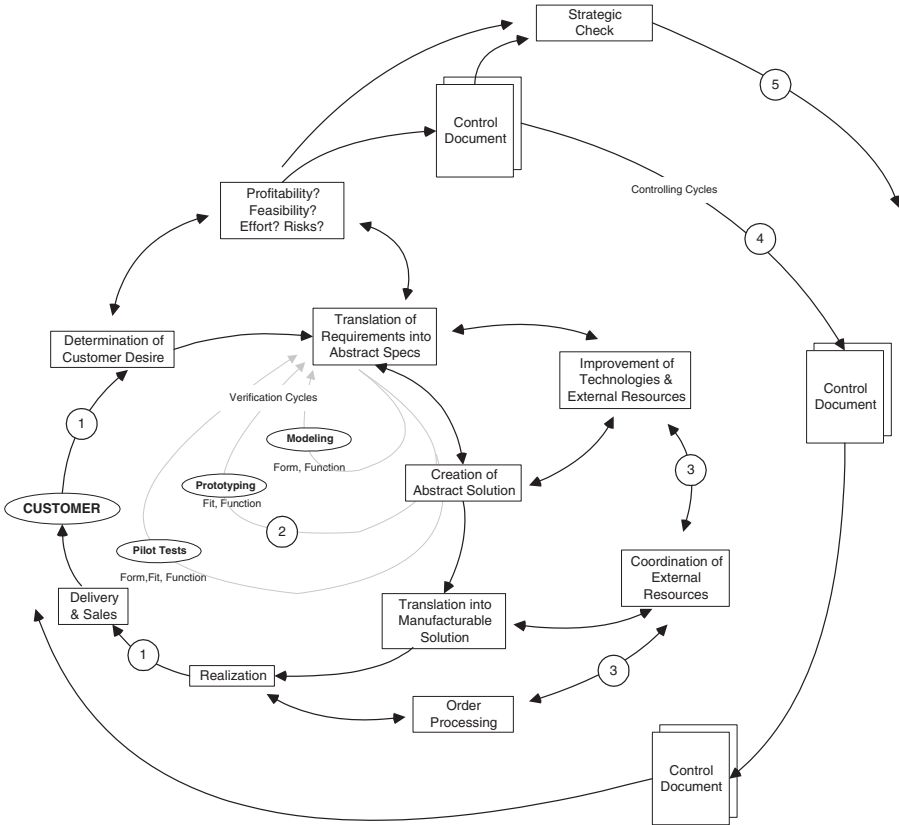 Strategic
Check
5
Control
Document
Controlling Cycles
Profitability?
Feasibility?
Effort? Risks?
4
Translation of
Requirements into
Abstract Specs
Determination of
Customer Desire
Improvement of
Technologies &
External Resources
Control
Document
Verification Cycles
1
Modeling
Form, Function
3
Creation of
Abstract Solution
Prototyping
Fit, Function
CUSTOMER
2
Pilot Tests
Form,Fit, Function
Coordination of
External
Resources
Delivery
& Sales
Translation into
Manufacturable
Solution
1
Realization
3
Order
Processing
Control
Document